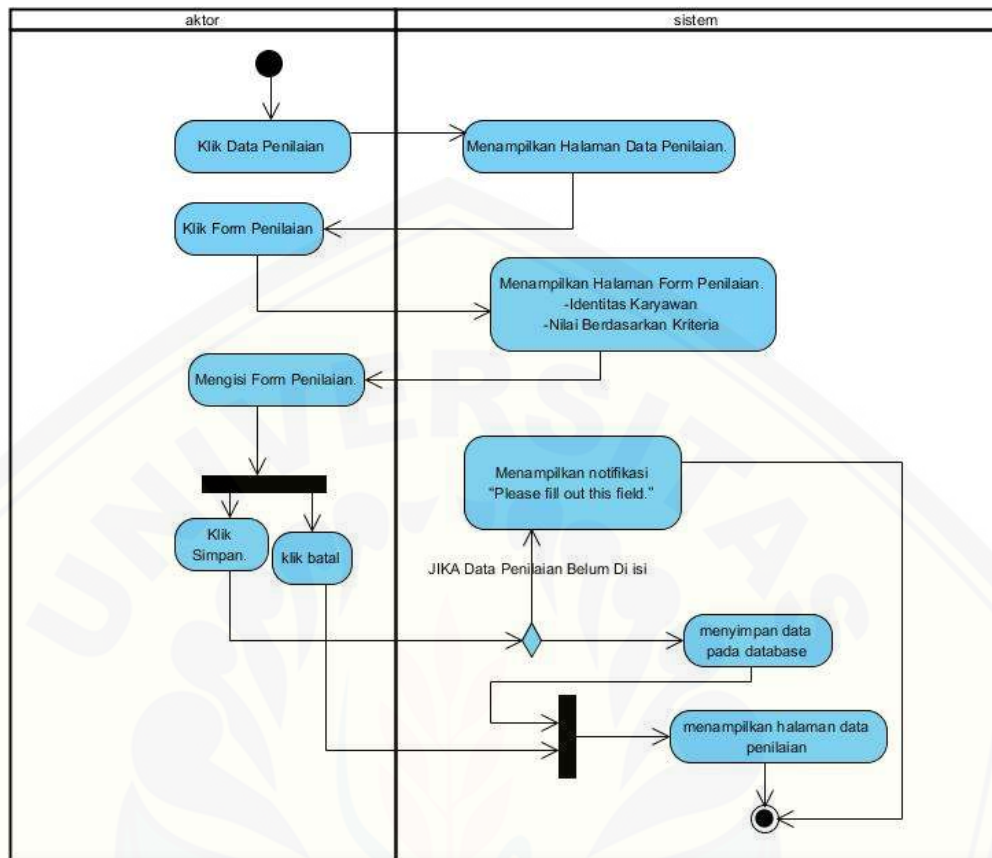 aktor
sistem
Klik Data Penilaian
Menampilkan Halaman Data Penilaian.
Klik Form Penilaian
Menampilkan Halaman Form Penilaian.
-Identitas Karyawan
-Nilai Berdasarkan Kriteria
Mengisi Form Penilaian.
Menampilkan notifikasi
"Please fill out this field."
Klik
Simpan.
klik batal
JIKA Data Penilaian Belum Di isi
menyimpan data
pada database
menampilkan halaman data
penilaian
UNIVERSITAS